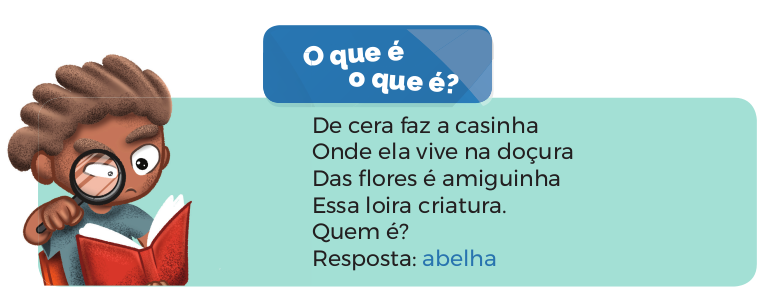 O que é
o que é?
De cera faz a casinha
Onde ela vive na doçura
Das flores é amiguinha
Essa loira criatura.
Quem é?
Resposta: abelha